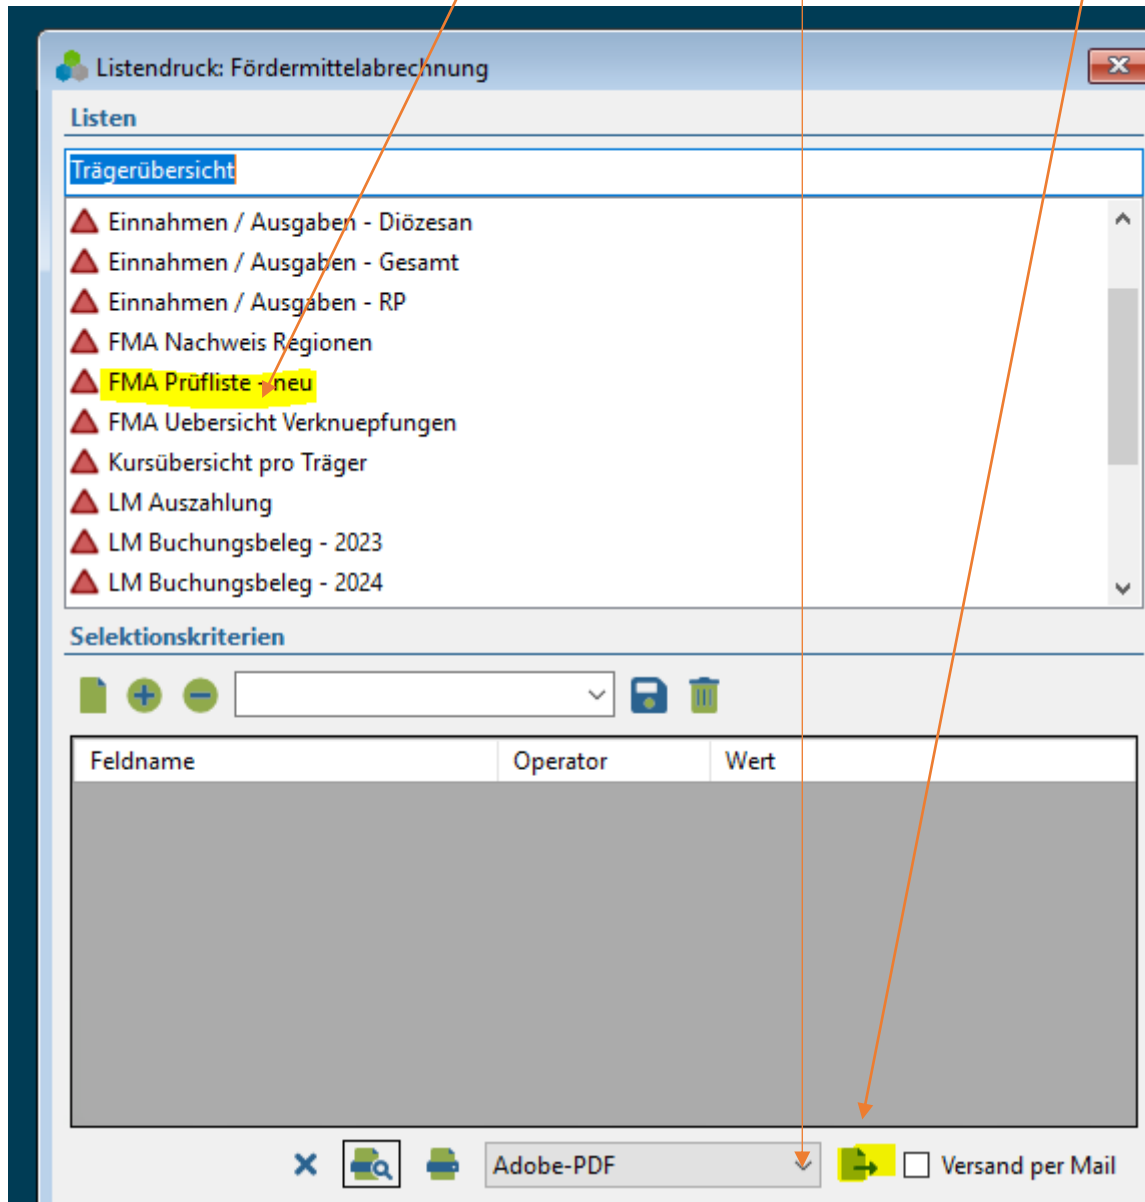 Listendruck: Fördermittelabrechnung
Listen
Trägerübersicht
Einnahmen / Ausgaben - Diözesan
Einnahmen / Ausgaben - Gesamt
Einnahmen / Ausgaben - RP
FMA Nachweis Regionen
FMA Prüfliste - neu
FMA Uebersicht Verknuepfungen
Kursübersicht pro Träger
LM Auszahlung
LM Buchungsbeleg - 2023
LM Buchungsbeleg - 2024
Selektionskriterien
Feldname Operator Wert
Adobe-PDF Versand per Mail